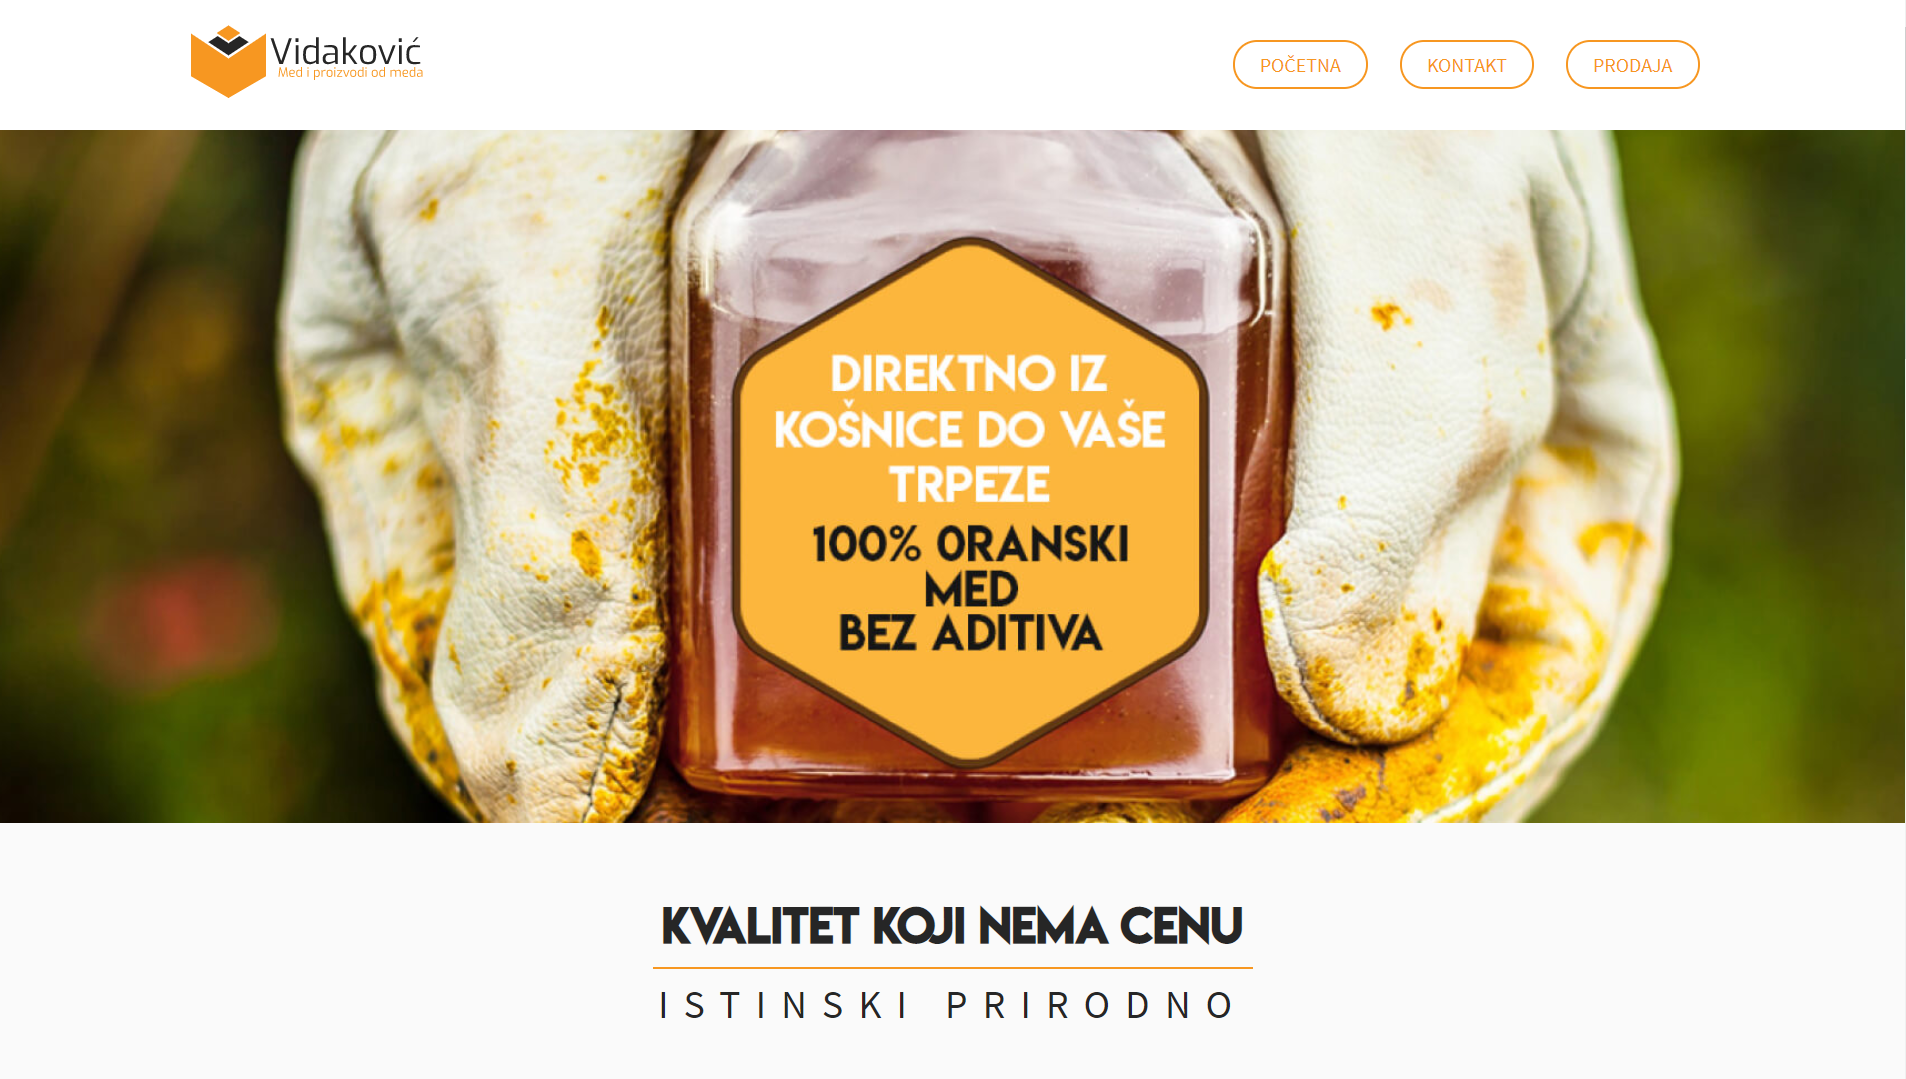 Vidaković
Med i proizvodi od meda
POČETNA
KONTAKT
PRODAJA
DIREKTNO IZ
KOŠNICE DO VAŠE
TRPEZE
100% 0RANSKI
MED
BEZ ADITIVA
KVALITET KOJI NEMA CENU
ISTINSKI PRIRODNO